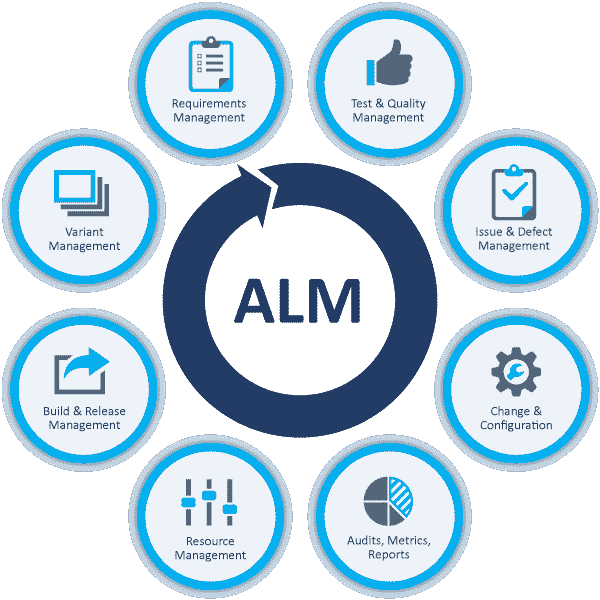 Requirements
Management
Test & Quality
Management
Variant
Management
Issue & Defect
Management
ALM
Build & Release
Management
Change &
Configuration
Resource
Management
Audits, Metrics,
Reports